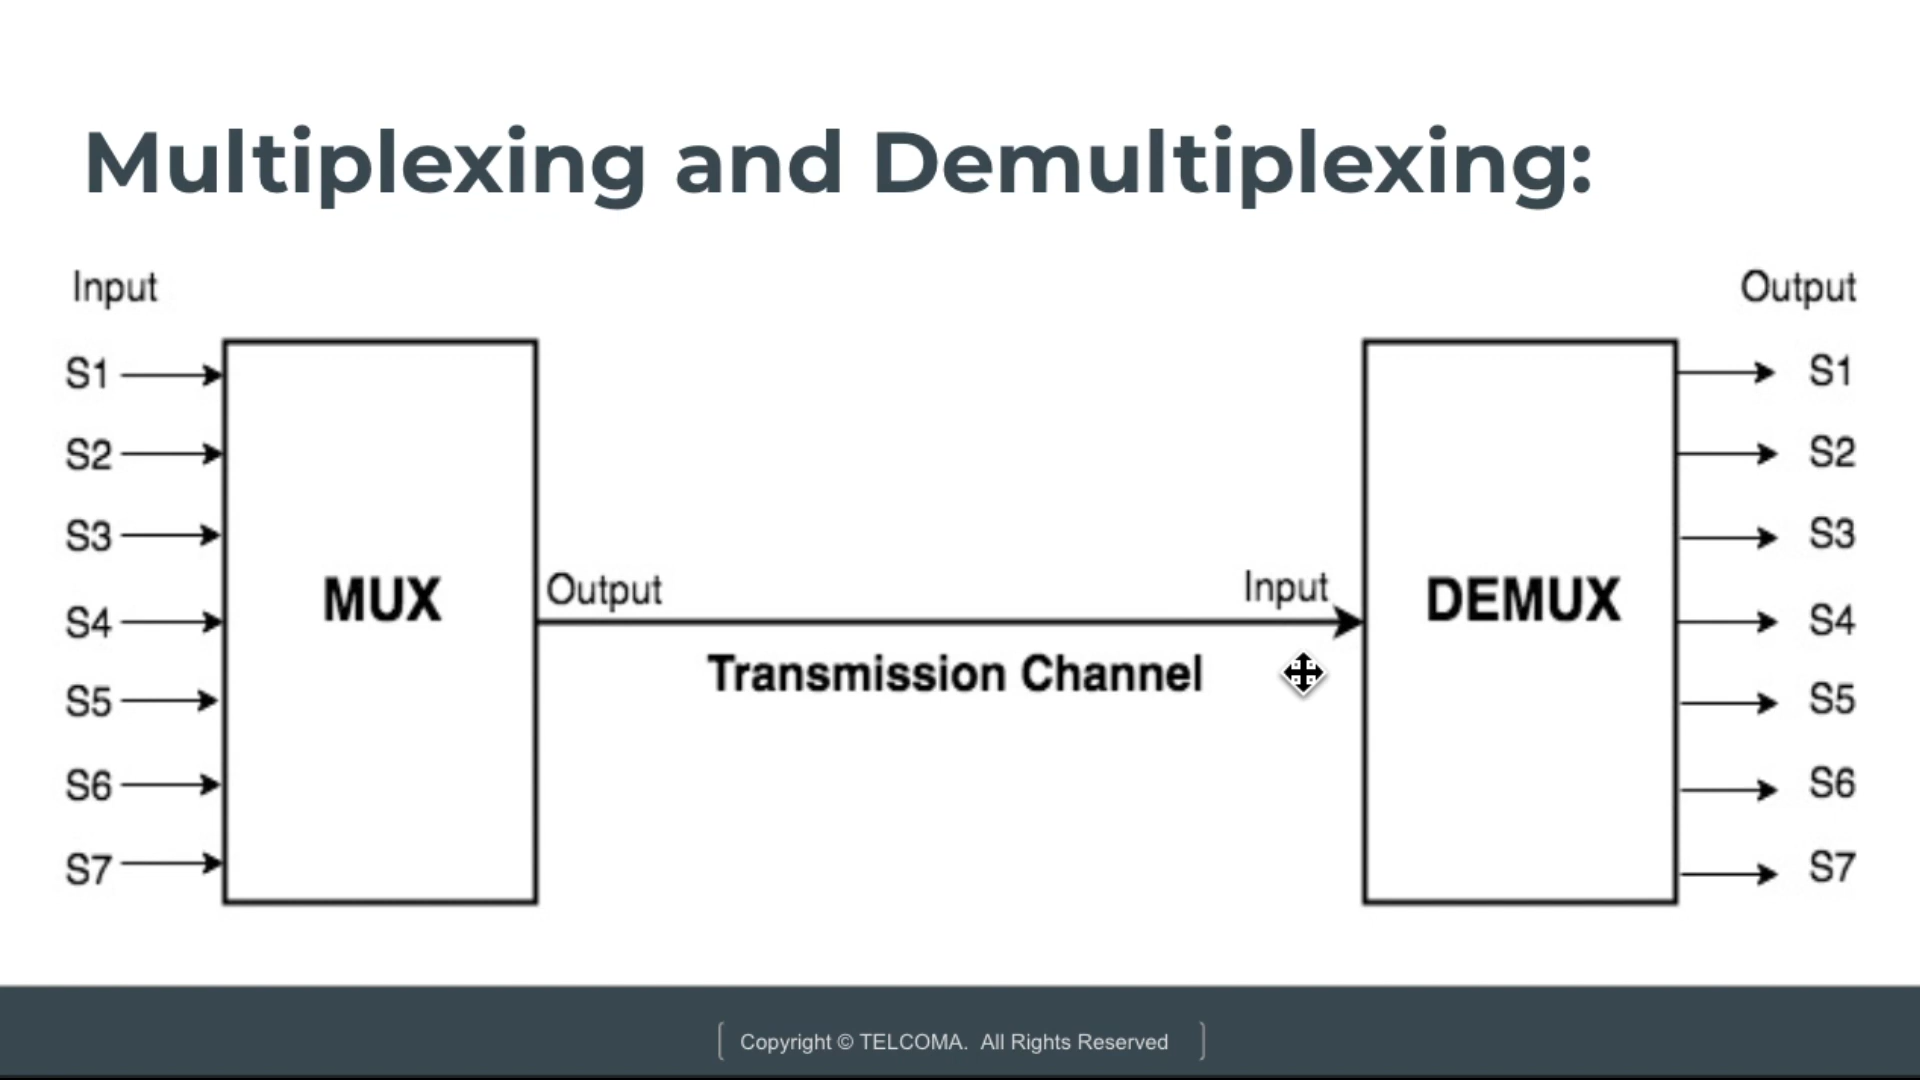 Multiplexing and Demultiplexing:
Input
Output
S1
S1
S2
S2
S3
S3
MUX
Output
Input
DEMUX
S4
S4
Transmission Channel
S5
S5
S6
S6
S7
S7
Copyright © TELCOMA. All Rights Reserved